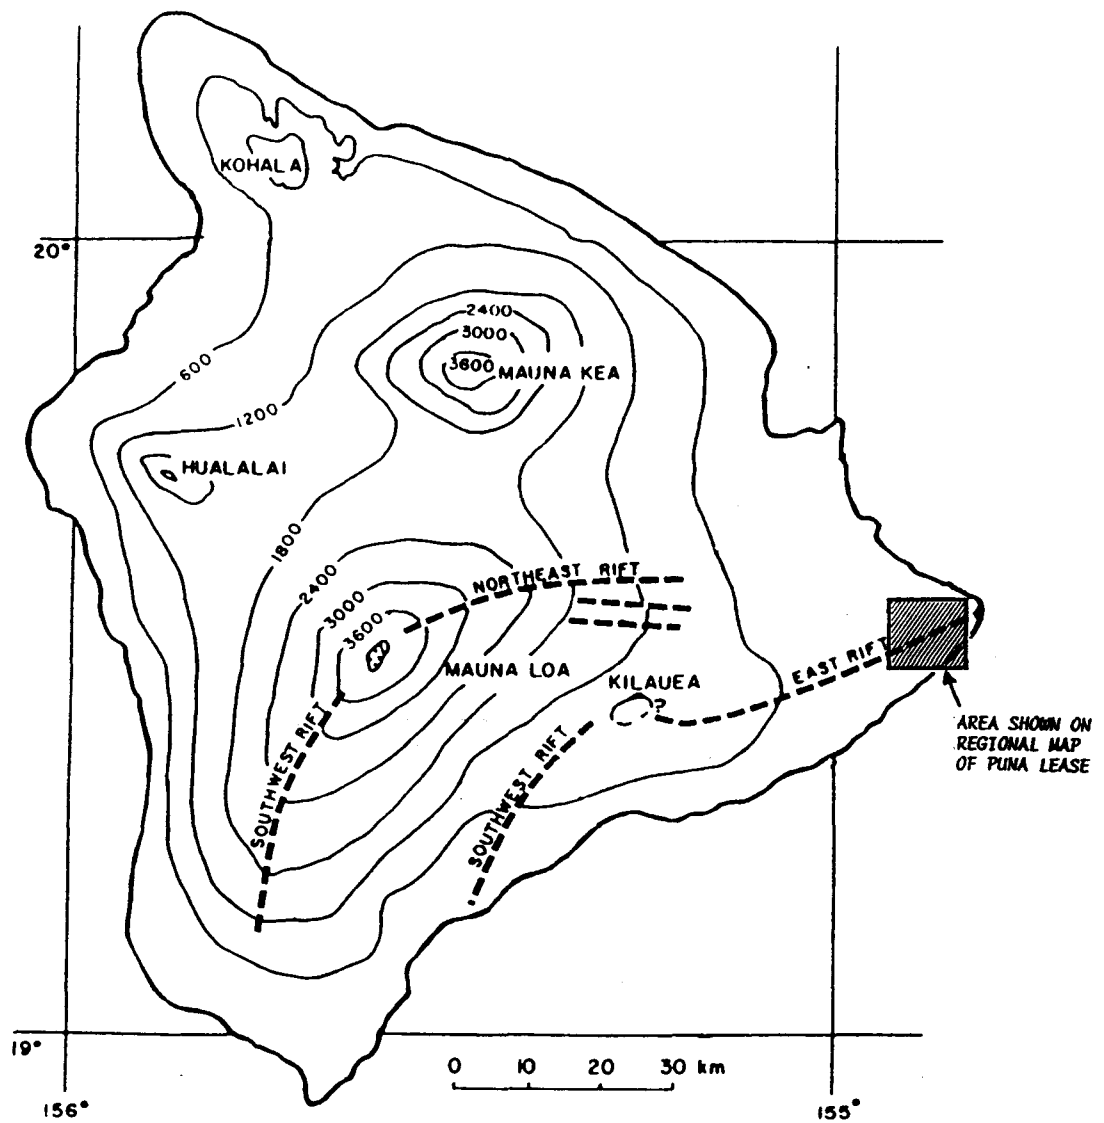 KOHALA
20°
2400
3000
3600
MAUNA KEA
600
1200
HUALALAI
1800
NORTHEAST RIFT
2400
3000
3600
MAUNA LOA
KILAUEA
?
EAST RIFT
SOUTHWEST RIFT
SOUTHWEST RIFT
AREA SHOWN ON
REGIONAL MAP
OF PUNA LEASE
19°
0 10 20 30 km
156°
155°